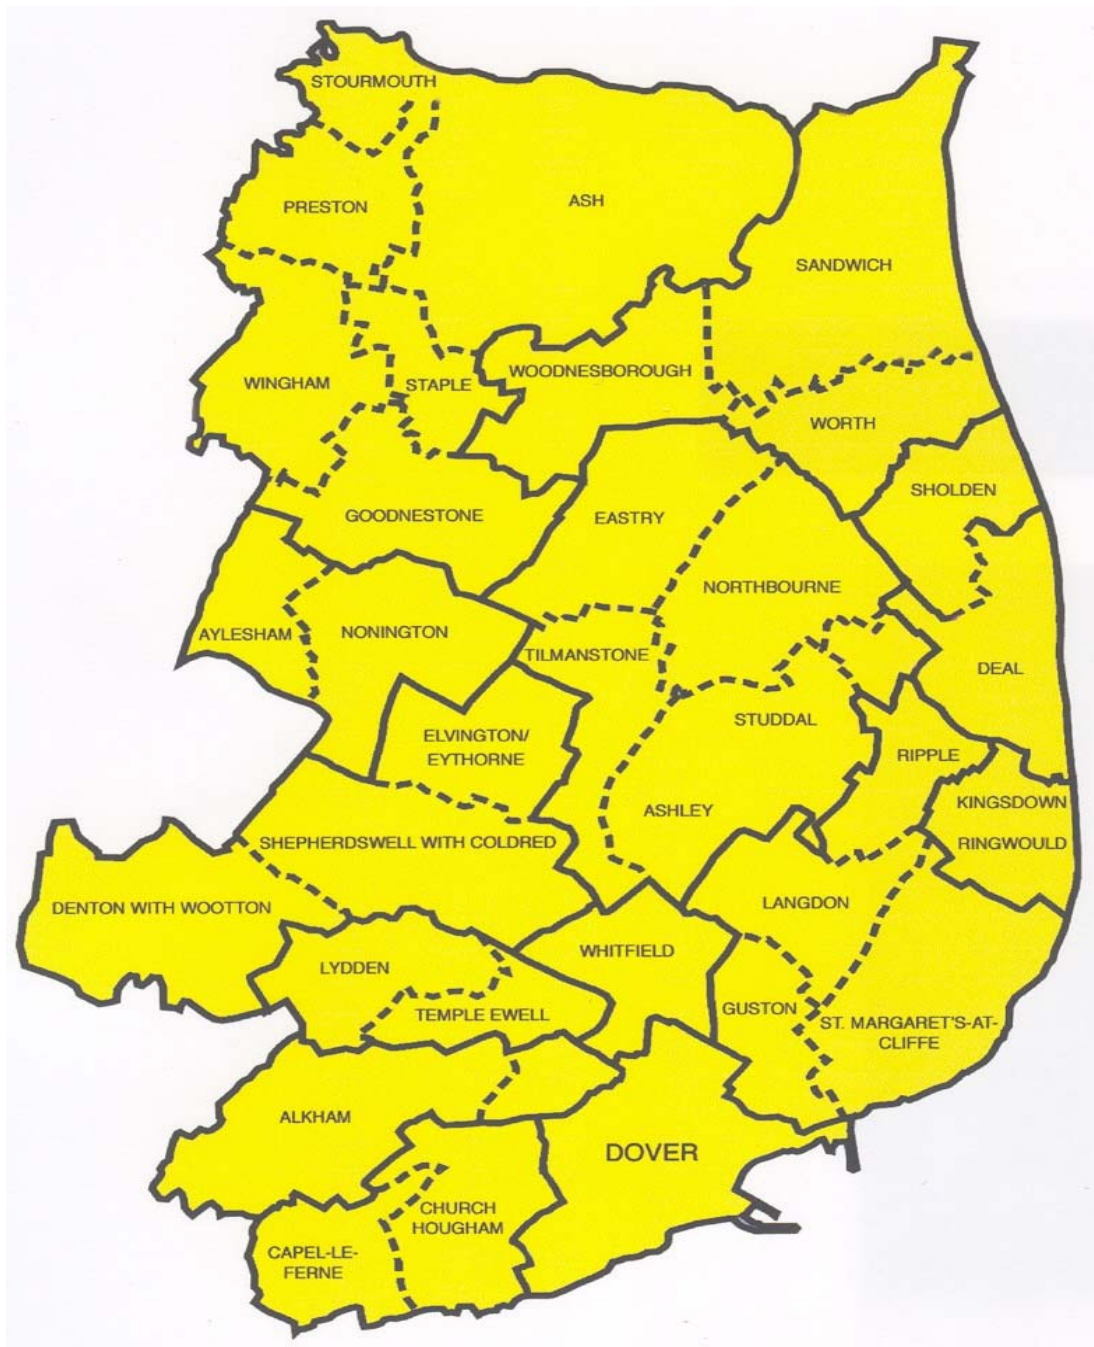 STOURMOUTH
PRESTON
ASH
SANDWICH
WINGHAM
STAPLE
WOODNESBOROUGH
WORTH
SHOLDEN
GOODNESTONE
EASTRY
NORTHBOURNE
AYLESHAM
NONINGTON
TILMANSTONE
DEAL
STUDDAL
ELVINGTON/
EYTHORNE
RIPPLE
ASHLEY
KINGSDOWN
RINGWOULD
SHEPHERDSWELL WITH COLDRED
DENTON WITH WOOTTON
LANGDON
WHITFIELD
LYDDEN
TEMPLE EWELL
GUSTON
ST. MARGARET'S-AT-
CLIFFE
ALKHAM
DOVER
CHURCH
HOUGHAM
CAPEL-LE-
FERNE